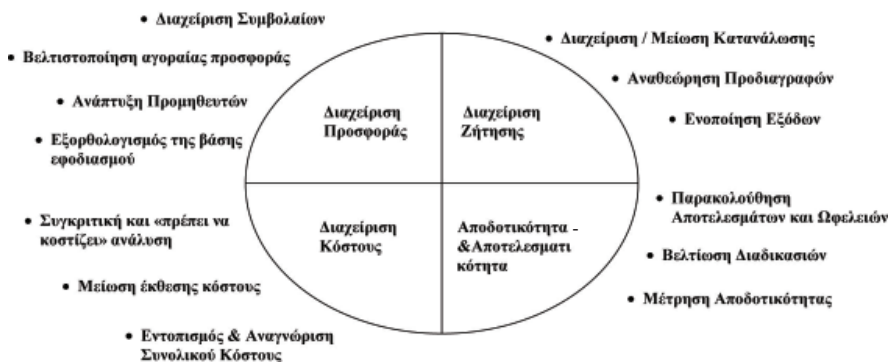 • Διαχείριση Συμβολαίων
• Βελτιστοποίηση αγοραίας προσφοράς
• Ανάπτυξη Προμηθευτών
• Εξορθολογισμός της βάσης
εφοδιασμού
Διαχείριση
Προσφοράς
Διαχείριση
Ζήτησης
• Διαχείριση / Μείωση Κατανάλωσης
• Αναθεώρηση Προδιαγραφών
• Ενοποίηση Εξόδων
• Συγκριτική και «πρέπει να
κοστίζει» ανάλυση
• Μείωση έκθεσης κόστους
• Εντοπισμός & Αναγνώριση
Συνολικού Κόστους
Διαχείριση
Κόστους
Αποδοτικότητα -
&Αποτελεσματι
κότητα
• Παρακολούθηση
Αποτελεσμάτων και Ωφελειών
• Βελτίωση Διαδικασιών
• Μέτρηση Αποδοτικότητας